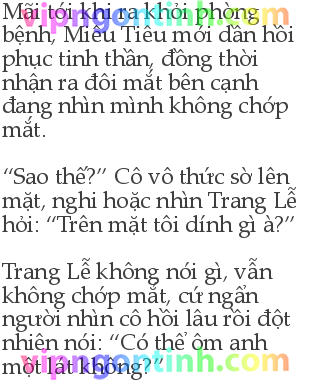 Mãi tới khi ra khỏi phòng
vipngontinh.com
bệnh, Miêu Tiêu mới dần hồi
phục tinh thần, đồng thời
nhận ra đôi mắt bên cạnh
đang nhìn mình không chớp
mắt.
“Sao thế?” Cô vô thức sờ lên
mặt, nghi hoặc nhìn Trang Lễ
hỏi: “Trên mặt tôi dính gì à?”
Trang Lễ không nói gì, vẫn
không chớp mắt, cứ ngẩn
người nhìn cô hồi lâu rồi đột
nhiên nói: “Có thể ôm anh
một lát không?”
vipngontinh.com